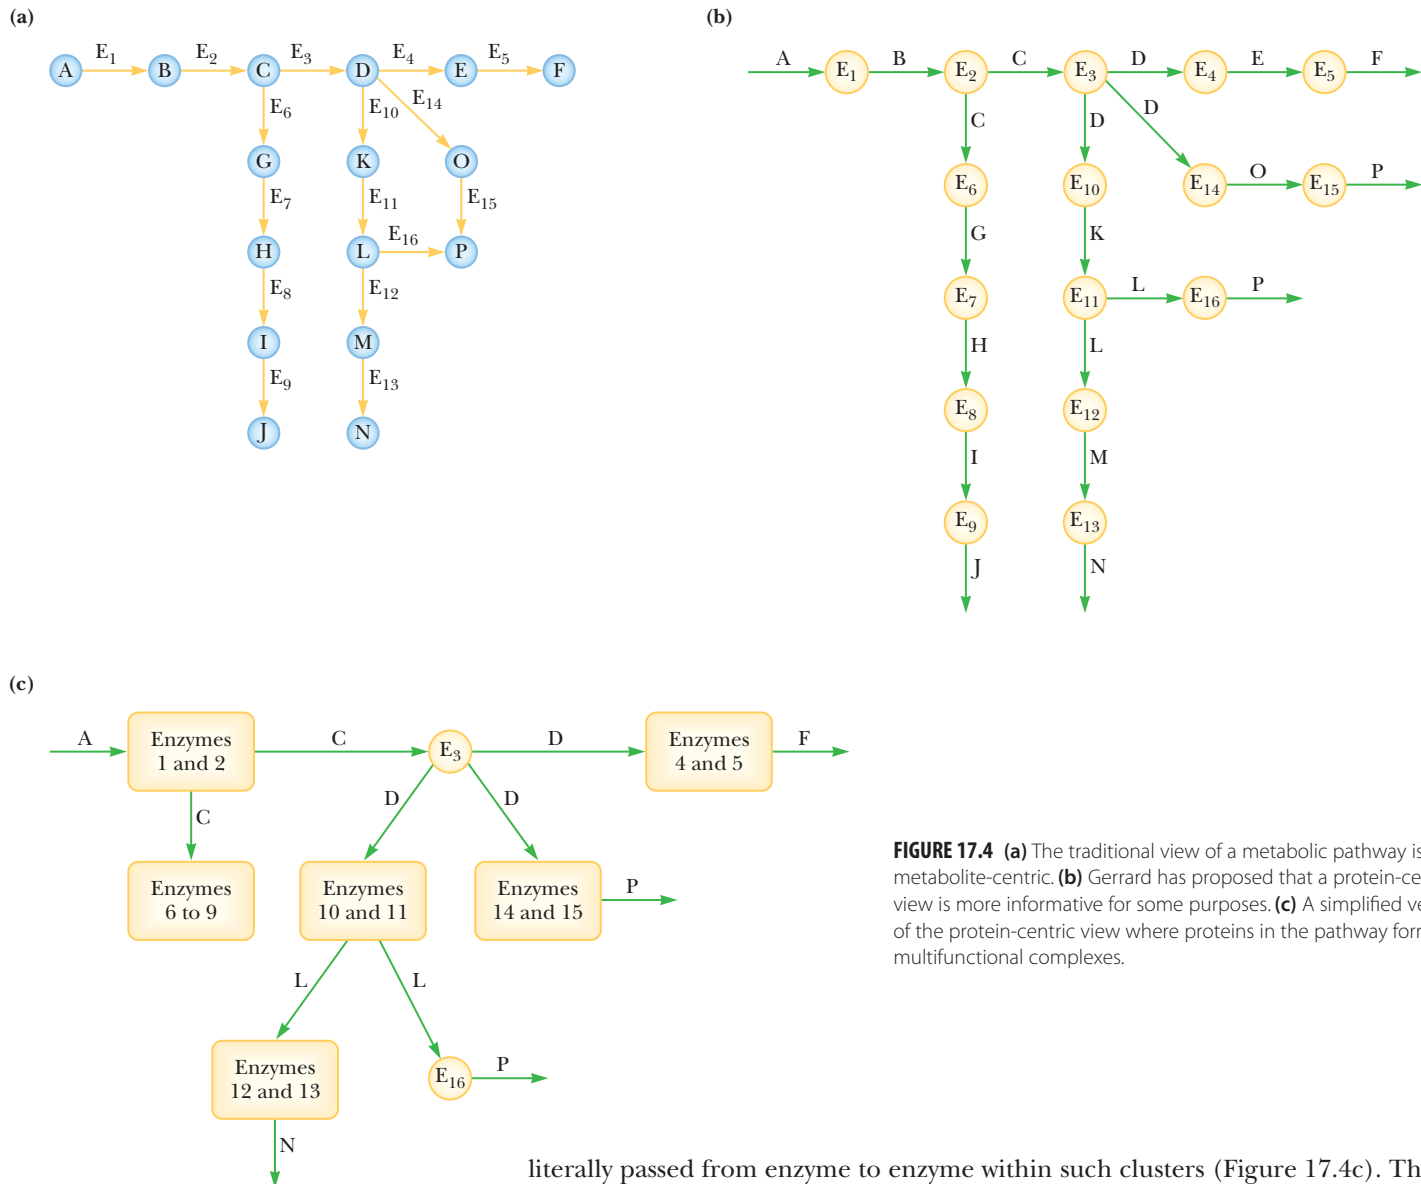 (a)
A E1 B E2 C E3 D E4 E E5 F
E6 E10 E14
G K O
E7 E11 E15
H L E16 P
E8 E12
I M
E9 E13
J N
(b)
A E1 B E2 C E3 D E4 E E5 F
C D D
E6 E10 E14 O E15 P
G K
E7 E11 L E16 P
H L
E8 E12
I M
E9 E13
J N
(c)
A Enzymes 1 and 2 C E3 D Enzymes 4 and 5 F
C D D
Enzymes 6 to 9 Enzymes 10 and 11 Enzymes 14 and 15 P
L L
Enzymes 12 and 13 E16 P
N
FIGURE 17.4 (a) The traditional view of a metabolic pathway is
metabolite-centric. (b) Gerrard has proposed that a protein-ce
view is more informative for some purposes. (c) A simplified ve
of the protein-centric view where proteins in the pathway form
multifunctional complexes.
literally passed from enzyme to enzyme within such clusters (Figure 17.4c). Th